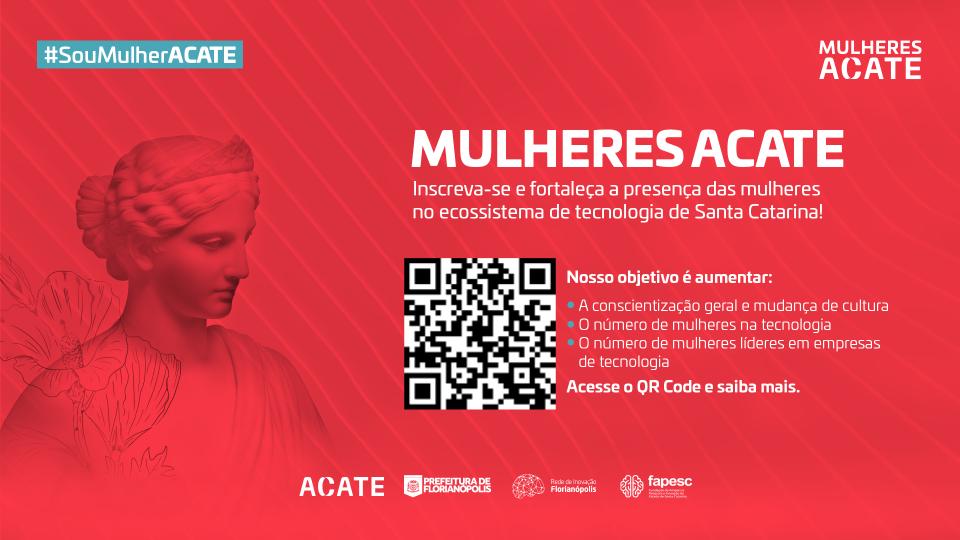 #SouMulherACATE
MULHERES
ACATE
MULHERES ACATE
Inscreva-se e fortaleça a presença das mulheres
no ecossistema de tecnologia de Santa Catarina!
Nosso objetivo é aumentar:
• A conscientização geral e mudança de cultura
• O número de mulheres na tecnologia
• O número de mulheres líderes em empresas
de tecnologia
Acesse o QR Code e saiba mais.
ACATE
PREFEITURA DE
FLORIANÓPOLIS
Rede de Inovação
Florianópolis
fapesc